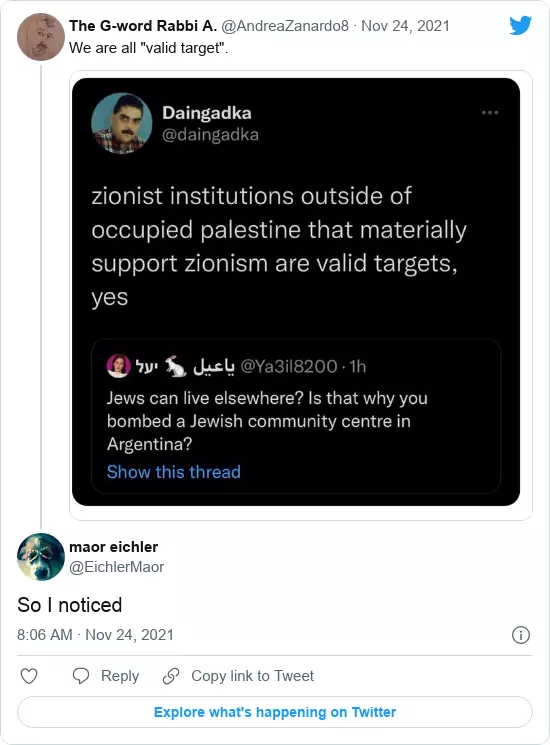 The G-word Rabbi A. @AndreaZanardo8 · Nov 24, 2021
We are all "valid target".
Daingadka
@daingadka
zionist institutions outside of
occupied palestine that materially
support zionism are valid targets,
yes
יעל 🐇 ياعيل @Ya3il8200 · 1h
Jews can live elsewhere? Is that why you
bombed a Jewish community centre in
Argentina?
Show this thread
maor eichler
@EichlerMaor
So I noticed
8:06 AM · Nov 24, 2021
Reply
Copy link to Tweet
Explore what's happening on Twitter